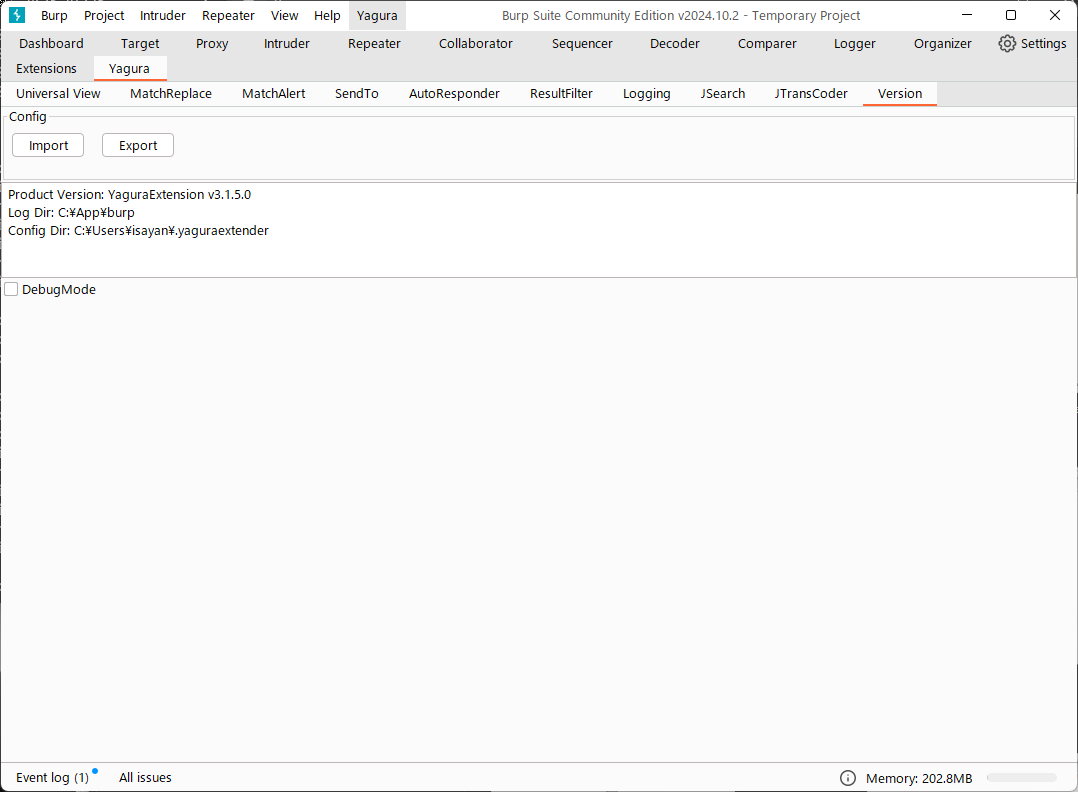 Burp Project Intruder Repeater View Help Yagura Burp Suite Community Edition v2024.10.2 - Temporary Project
Dashboard Target Proxy Intruder Repeater Collaborator Sequencer Decoder Comparer Logger Organizer Settings
Extensions Yagura
Universal View MatchReplace MatchAlert SendTo AutoResponder ResultFilter Logging JSearch JTransCoder Version
Config
Import Export
Product Version: YaguraExtension v3.1.5.0
Log Dir: C:¥App¥burp
Config Dir: C:¥Users¥isayan¥.yaguraextender
DebugMode
Event log (1) All issues Memory: 202.8MB